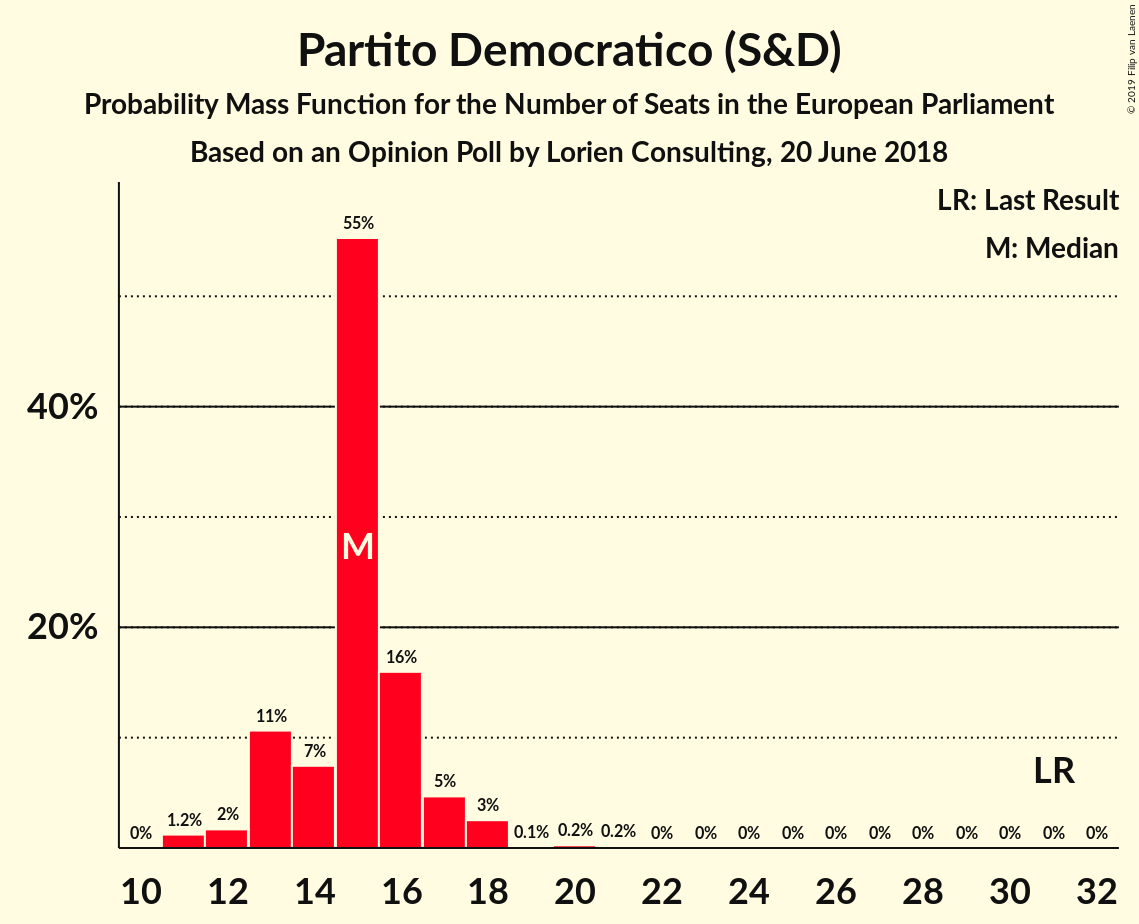 Partito Democratico (S&D)
Probability Mass Function for the Number of Seats in the European Parliament
Based on an Opinion Poll by Lorien Consulting, 20 June 2018
© 2019 Filip van Laenen
LR: Last Result
M: Median
40%
20%
0% 1.2% 2% 11% 7% 55% 16% 5% 3% 0.1% 0.2% 0.2% 0% 0% 0% 0% 0% 0% 0% 0% 0% 0% 0%
M
LR
10 12 14 16 18 20 22 24 26 28 30 32